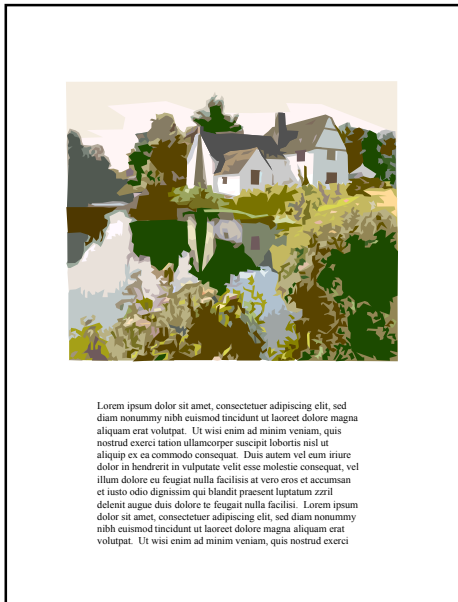 Lorem ipsum dolor sit amet, consectetuer adipiscing elit, sed
diam nonummy nibh euismod tincidunt ut laoreet dolore magna
aliquam erat volutpat.  Ut wisi enim ad minim veniam, quis
nostrud exerci tation ullamcorper suscipit lobortis nisl ut
aliquip ex ea commodo consequat.  Duis autem vel eum iriure
dolor in hendrerit in vulputate velit esse molestie consequat, vel
illum dolore eu feugiat nulla facilisis at vero eros et accumsan
et iusto odio dignissim qui blandit praesent luptatum zzril
delenit augue duis dolore te feugait nulla facilisi.  Lorem ipsum
dolor sit amet, consectetuer adipiscing elit, sed diam nonummy
nibh euismod tincidunt ut laoreet dolore magna aliquam erat
volutpat.  Ut wisi enim ad minim veniam, quis nostrud exerci